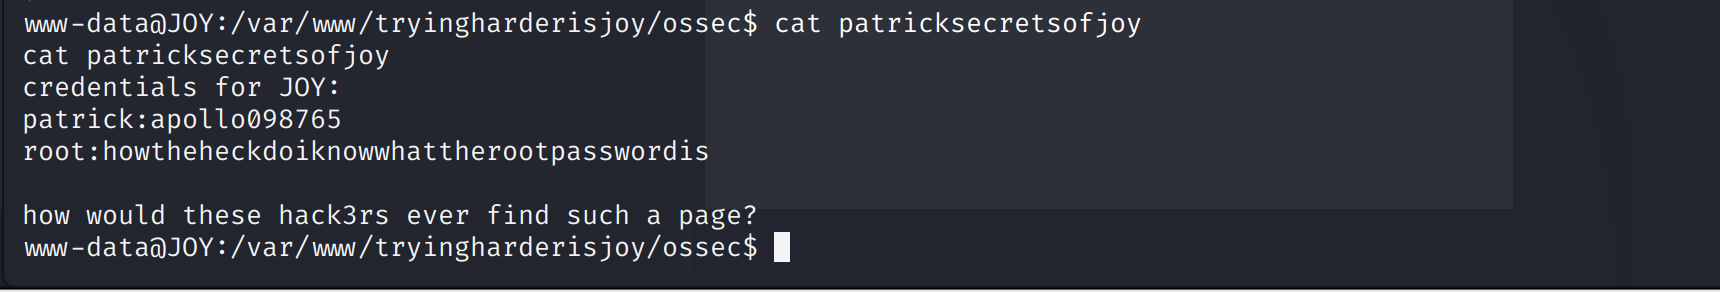 www-data@JOY:/var/www/tryingharderisjoy/ossec$ cat patricksecretsofjoy
cat patricksecretsofjoy
credentials for JOY:
patrick:apollo098765
root:howtheheckdoiknowwhattherootpasswordis
how would these hack3rs ever find such a page?
www-data@JOY:/var/www/tryingharderisjoy/ossec$